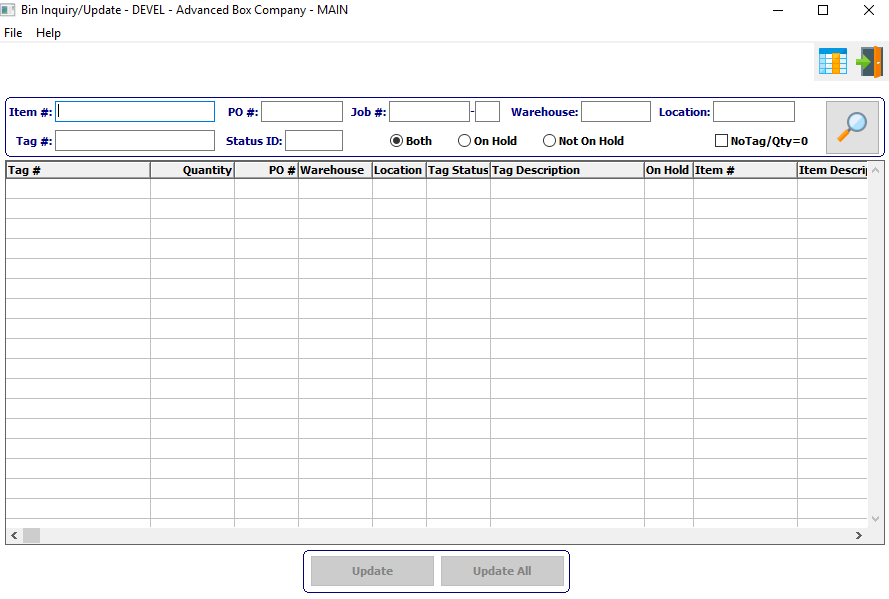 Bin Inquiry/Update - DEVEL - Advanced Box Company - MAIN
File Help
Item #: PO #: Job #: - Warehouse: Location:
Tag #: Status ID: Both On Hold Not On Hold NoTag/Qty=0
Tag # Quantity PO # Warehouse Location Tag Status Tag Description On Hold Item # Item Descrip
Update Update All